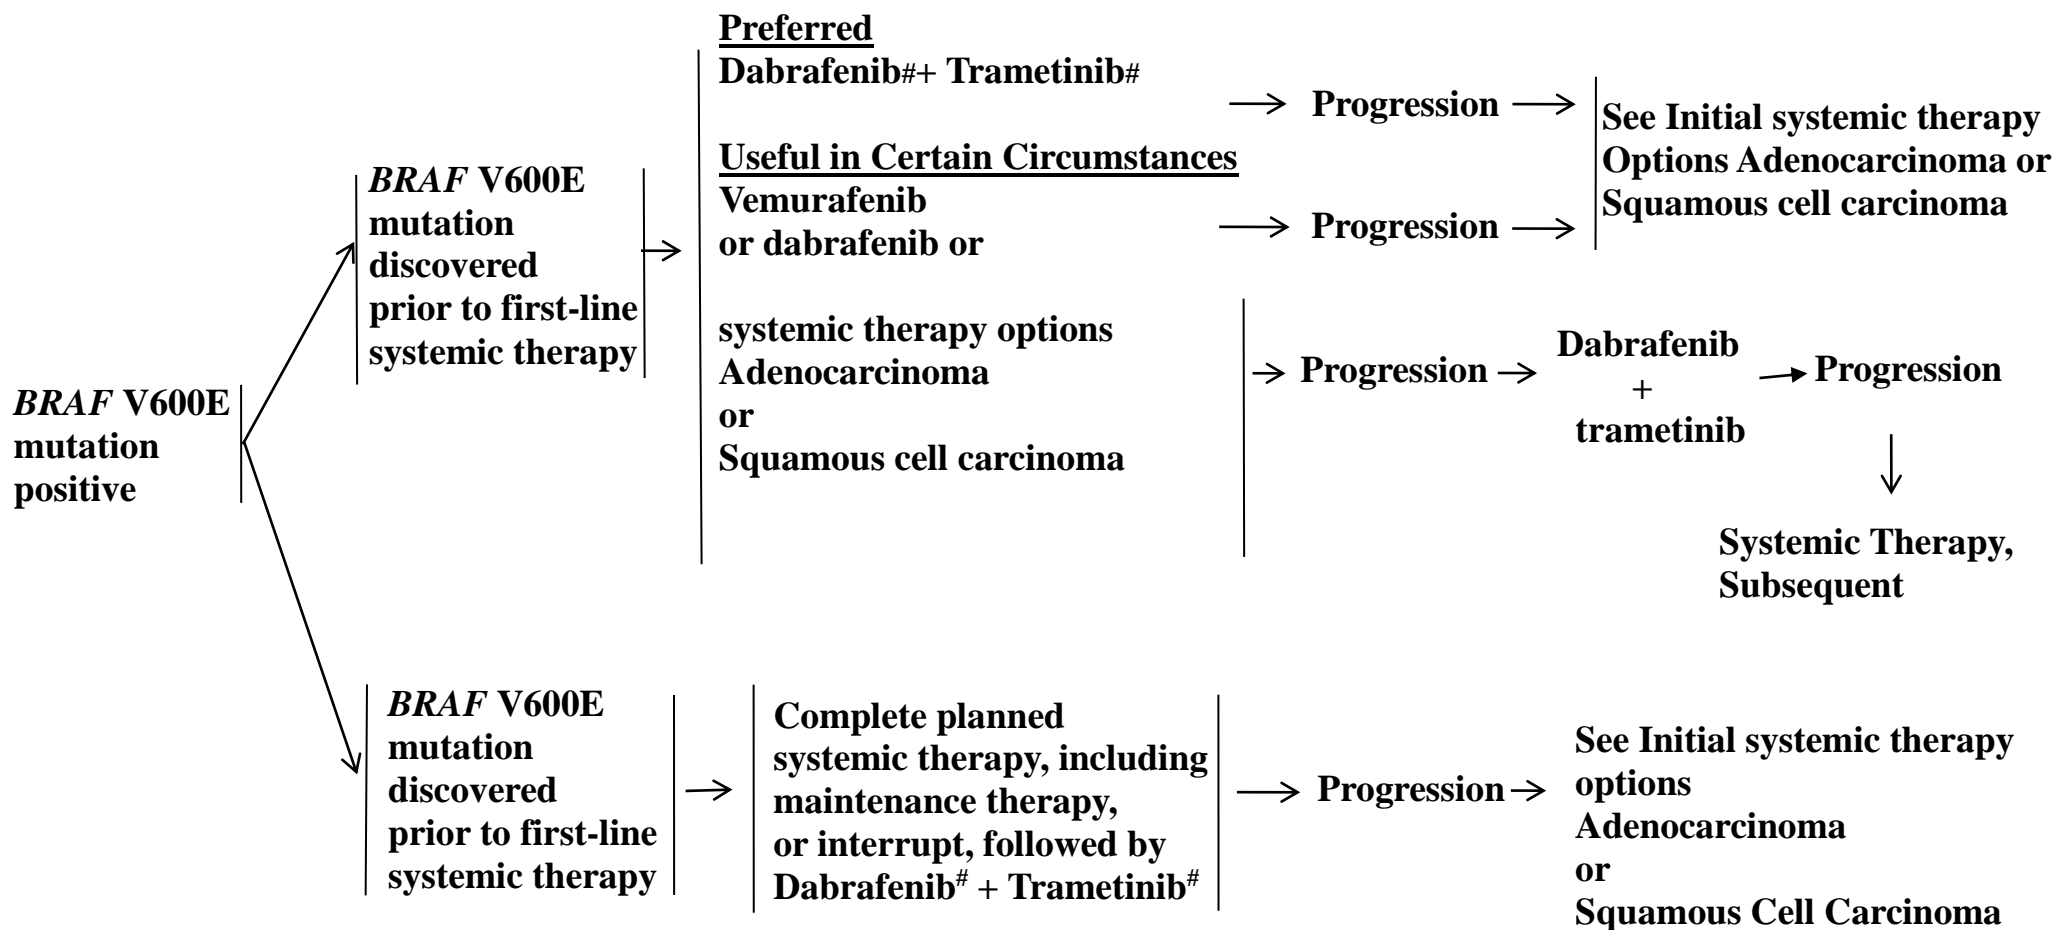 BRAF V600E
mutation
positive
BRAF V600E
mutation
discovered
prior to first-line
systemic therapy
Preferred
Dabrafenib#+ Trametinib#
Useful in Certain Circumstances
Vemurafenib
or dabrafenib or
systemic therapy options
Adenocarcinoma
or
Squamous cell carcinoma
Progression
Progression
See Initial systemic therapy
Options Adenocarcinoma or
Squamous cell carcinoma
Progression
Dabrafenib
+
trametinib
Progression
Systemic Therapy,
Subsequent
BRAF V600E
mutation
discovered
prior to first-line
systemic therapy
Complete planned
systemic therapy, including
maintenance therapy,
or interrupt, followed by
Dabrafenib# + Trametinib#
Progression
See Initial systemic therapy
options
Adenocarcinoma
or
Squamous Cell Carcinoma